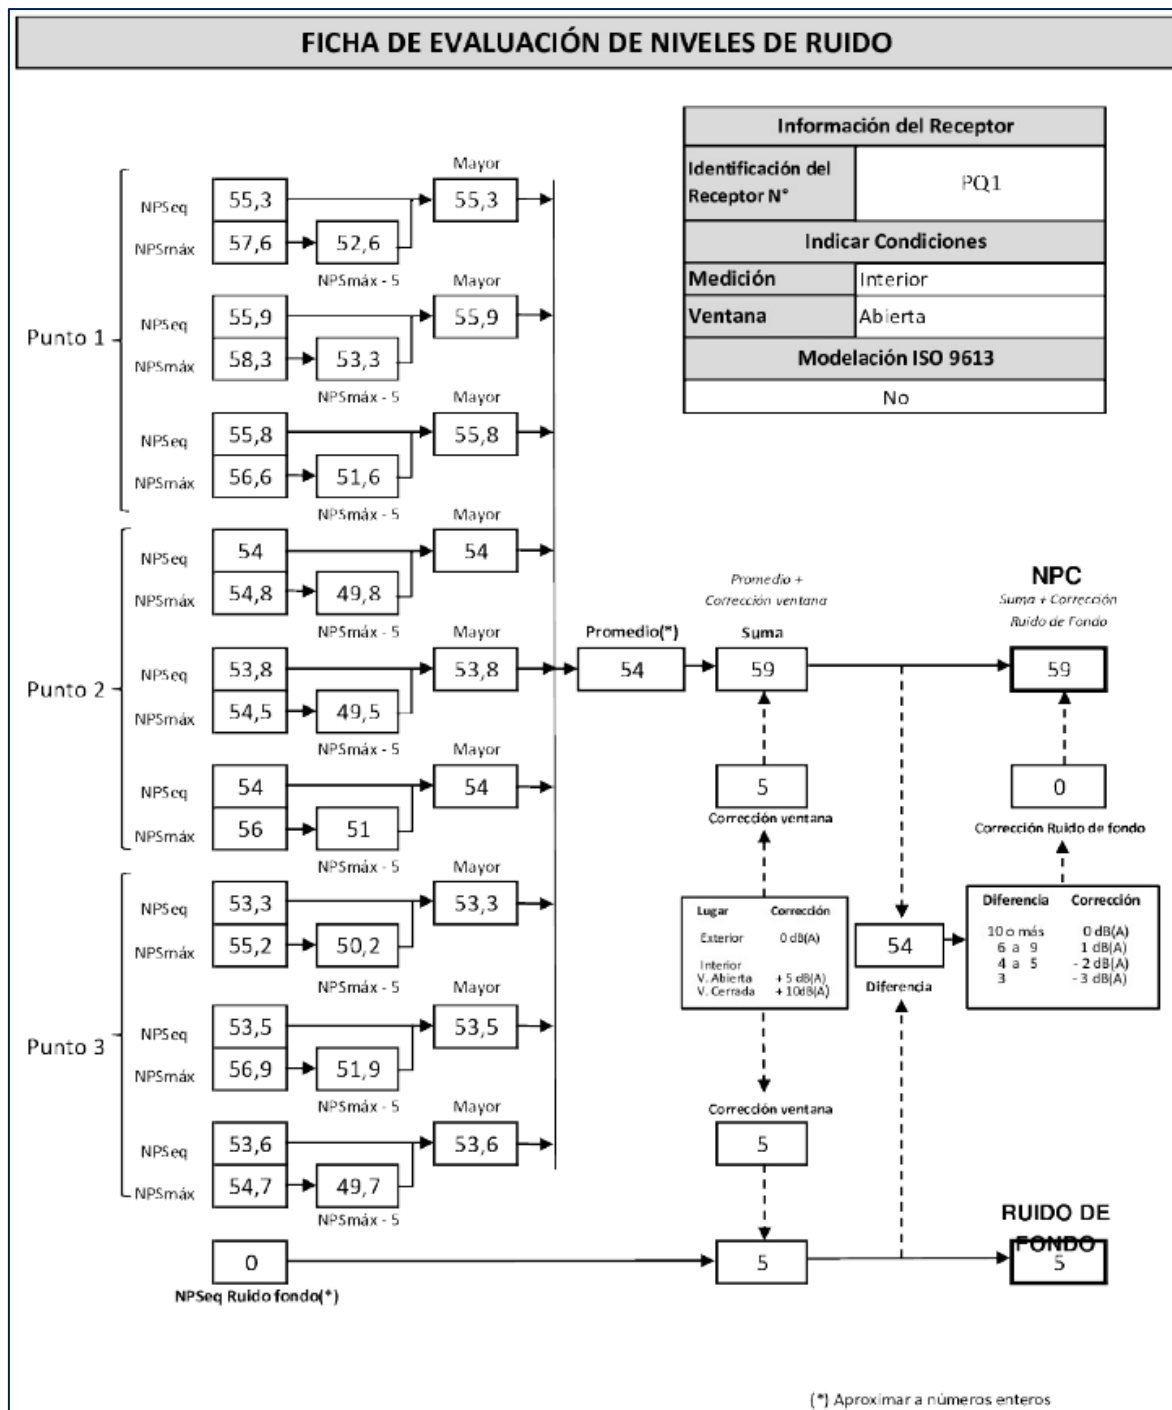 FICHA DE EVALUACIÓN DE NIVELES DE RUIDO
Información del Receptor
Identificación del
Receptor N°
PQ1
Indicar Condiciones
Medición Interior
Ventana Abierta
Modelación ISO 9613
No
Punto 1
Mayor
NPSeq 55,3 55,3
NPSmáx 57,6 52,6
NPSmáx - 5
Mayor
NPSeq 55,9 55,9
NPSmáx 58,3 53,3
NPSmáx - 5
Mayor
NPSeq 55,8 55,8
NPSmáx 56,6 51,6
NPSmáx - 5
Punto 2
Mayor
NPSeq 54 54
NPSmáx 54,8 49,8
NPSmáx - 5
Mayor
NPSeq 53,8 53,8
NPSmáx 54,5 49,5
NPSmáx - 5
Mayor
NPSeq 54 54
NPSmáx 56 51
NPSmáx - 5
Punto 3
Mayor
NPSeq 53,3 53,3
NPSmáx 55,2 50,2
NPSmáx - 5
Mayor
NPSeq 53,5 53,5
NPSmáx 56,9 51,9
NPSmáx - 5
Mayor
NPSeq 53,6 53,6
NPSmáx 54,7 49,7
NPSmáx - 5
0
NPSeq Ruido fondo(*)
Promedio(*)
54
Promedio +
Corrección ventana
Suma
59
5
Corrección ventana
Lugar Corrección
Exterior 0 dB(A)
Interior
V. Abierta + 5 dB(A)
V. Cerrada + 10dB(A)
Corrección ventana
5
5
NPC
Suma + Corrección
Ruido de Fondo
59
0
Corrección Ruido de fondo
Diferencia Corrección
10 o más 0 dB(A)
6 a 9 1 dB(A)
4 a 5 - 2 dB(A)
3 - 3 dB(A)
54
Diferencia
RUIDO DE
FONDO
5
(*) Aproximar a números enteros